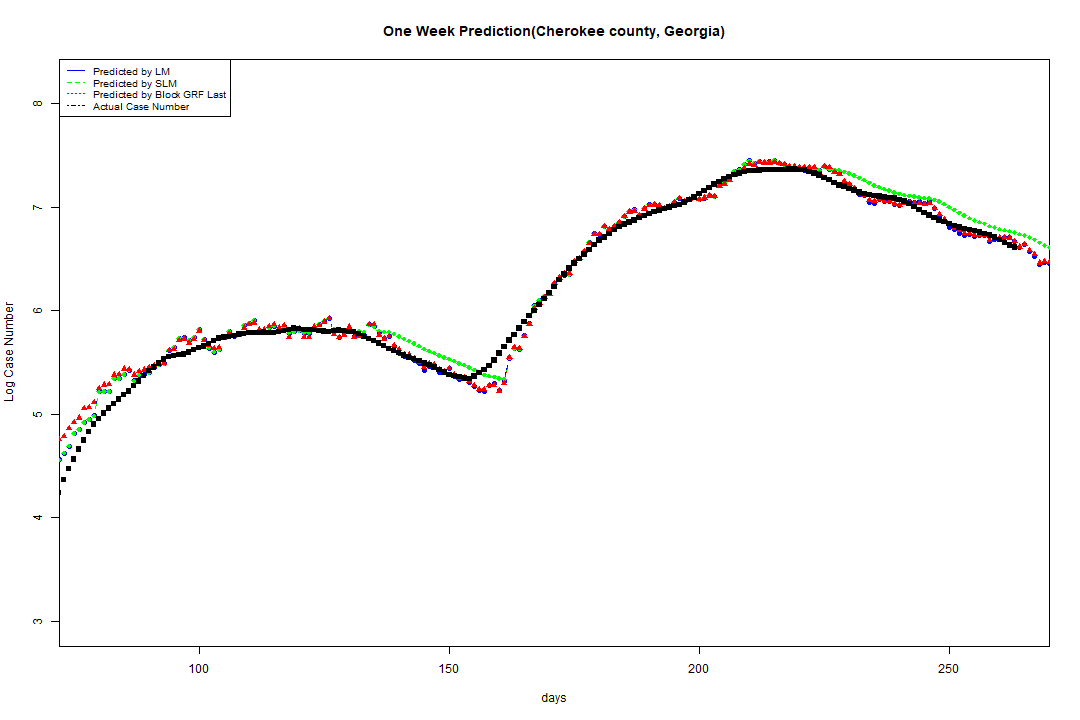 One Week Prediction(Cherokee county, Georgia)
Predicted by LM
Predicted by SLM
Predicted by Block GRF Last
Actual Case Number
8
7
6
5
4
3
Log Case Number
100 150 200 250
days